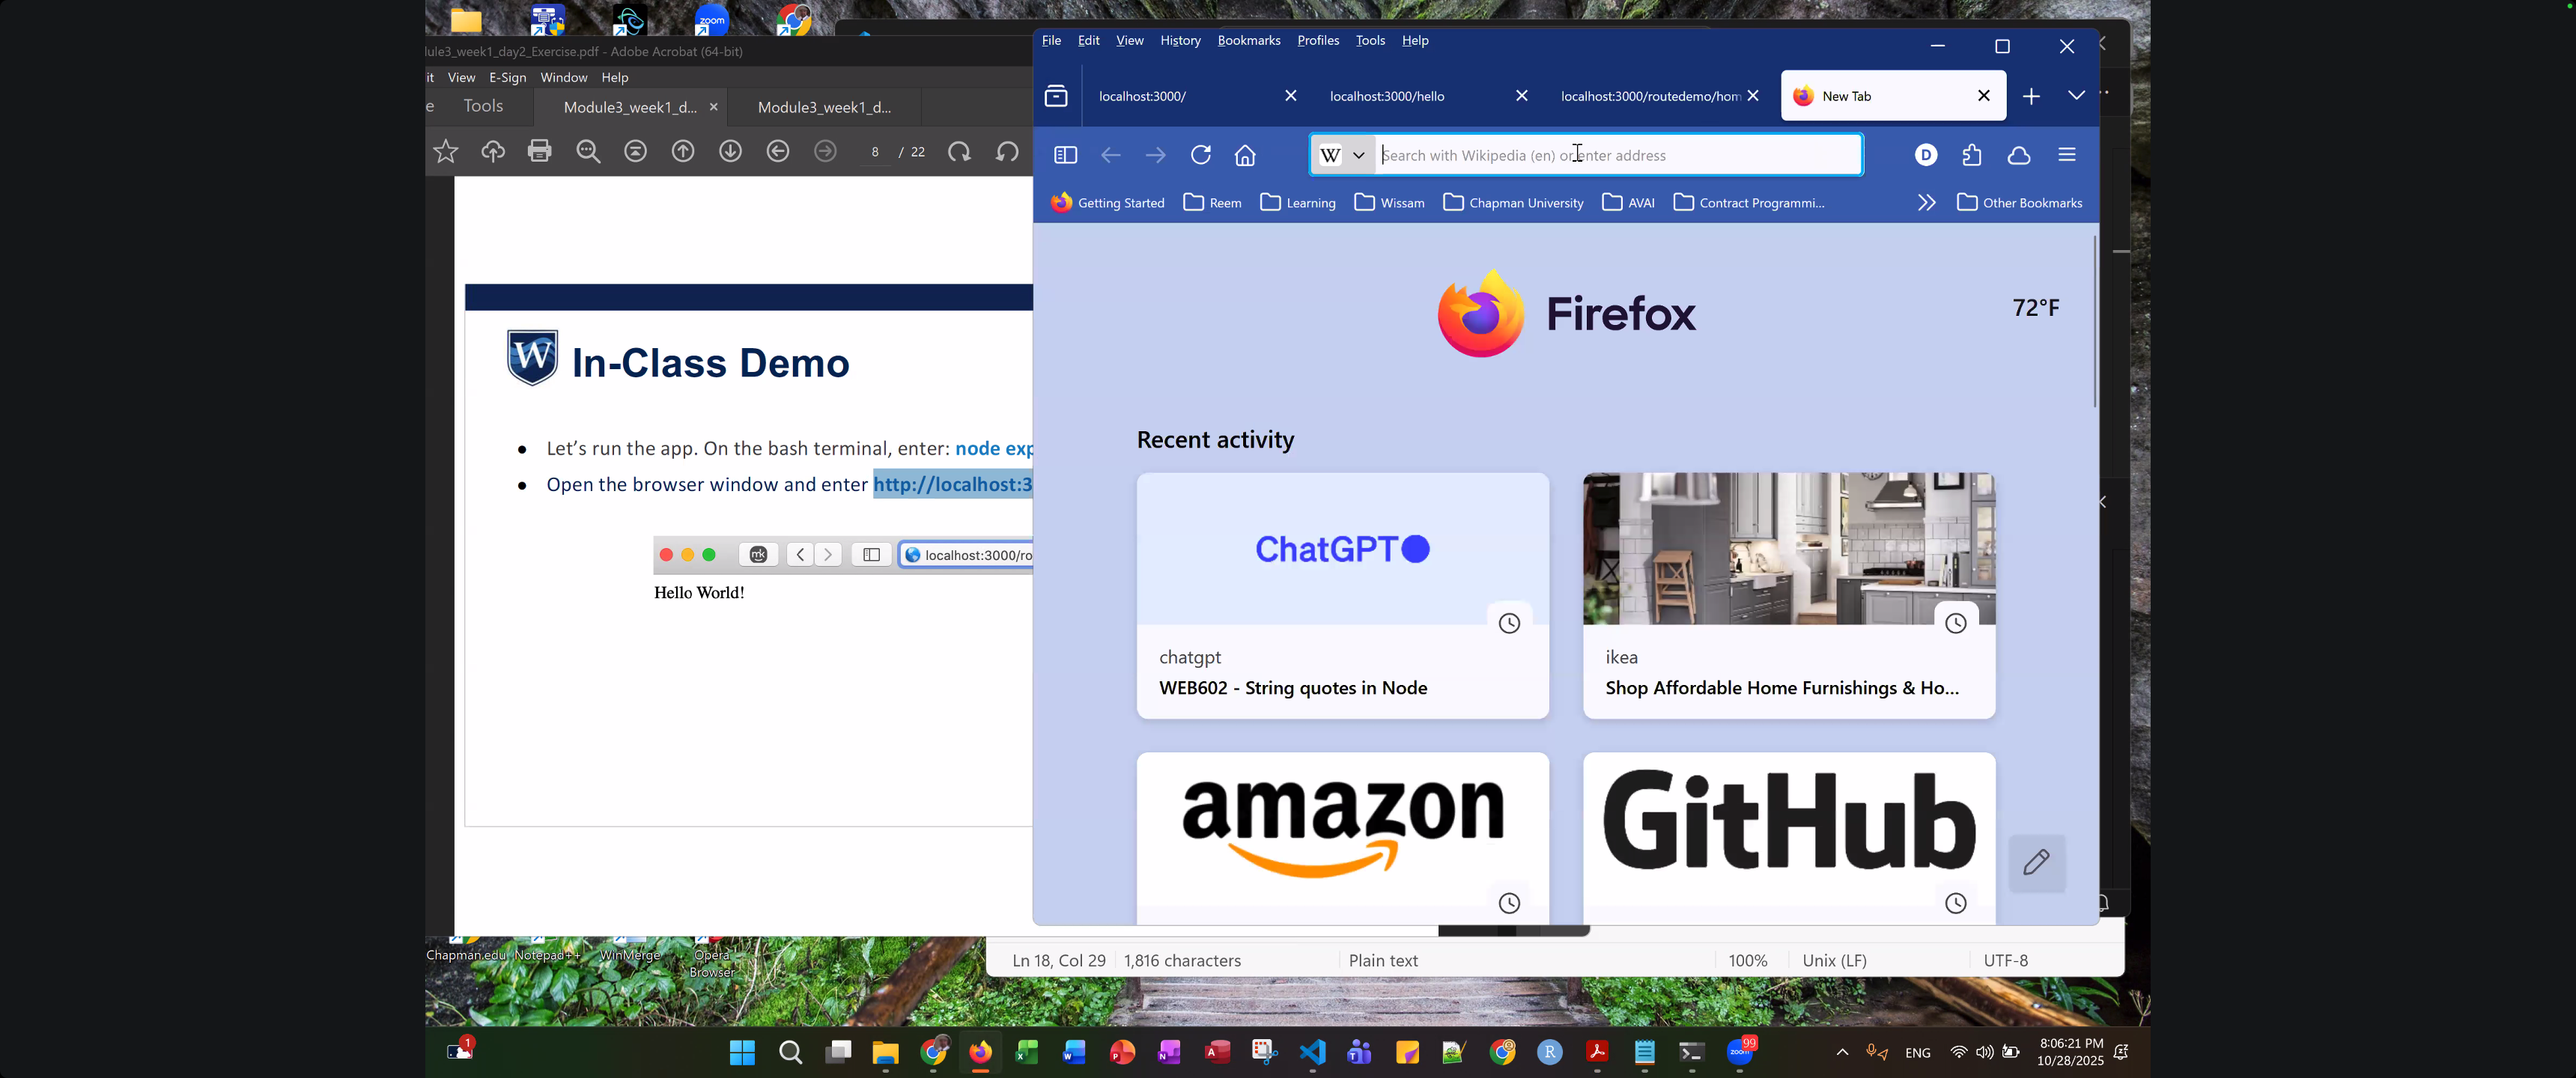 lule3_week1_day2_Exercise.pdf - Adobe Acrobat (64-bit)
it View E-Sign Window Help
e Tools Module3_week1_d... Module3_week1_d...
8 / 22
In-Class Demo
W
Let's run the app. On the bash terminal, enter: node exp
Open the browser window and enter http://localhost:3
mk
localhost:3000/ro
Hello World!
zoom
File Edit View History Bookmarks Profiles Tools Help
localhost:3000/
localhost:3000/hello
localhost:3000/routedemo/hom
New Tab
W
Search with Wikipedia (en) or enter address
D
Getting Started Reem Learning Wissam Chapman University AVAI Contract Programmi... Other Bookmarks
Firefox
72°F
Recent activity
ChatGPT
chatgpt
WEB602 - String quotes in Node
ikea
Shop Affordable Home Furnishings & Ho...
amazon
GitHub
Chapman.edu Notepad++ WinMerge Opera
Browser
Ln 18, Col 29 1,816 characters Plain text 100% Unix (LF) UTF-8
1
99
zoom
ENG
8:06:21 PM
10/28/2025